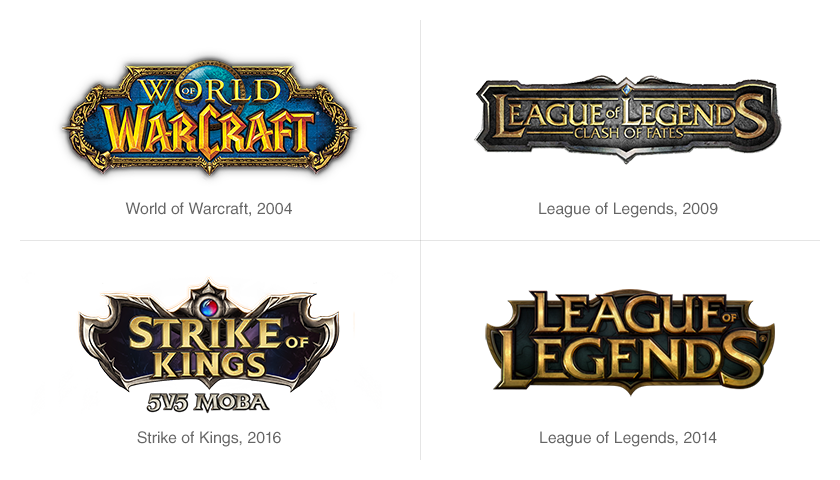 WORLD
OF
WARCRAFT
World of Warcraft, 2004
LEAGUE OF LEGENDS
CLASH OF FATES
League of Legends, 2009
STRIKE OF
KINGS
5V5 MOBA
Strike of Kings, 2016
LEAGUE OF
LEGENDS®
League of Legends, 2014